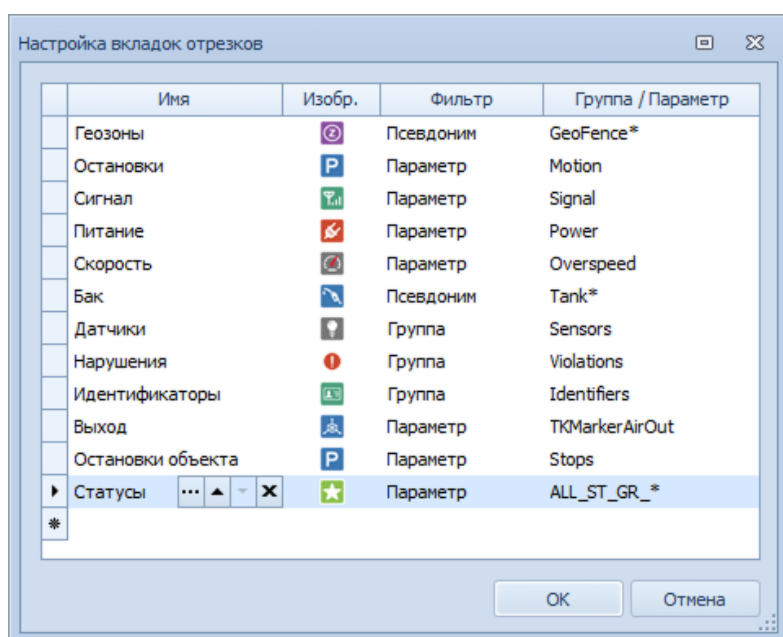 Настройка вкладок отрезков
Имя Изобр. Фильтр Группа / Параметр
Геозоны Псевдоним GeoFence*
Остановки P Параметр Motion
Сигнал Параметр Signal
Питание Параметр Power
Скорость Параметр Overspeed
Бак Псевдоним Tank*
Датчики Группа Sensors
Нарушения Группа Violations
Идентификаторы Группа Identifiers
Выход Параметр TKMarkerAirOut
Остановки объекта P Параметр Stops
Статусы ... Параметр ALL_ST_GR_*
OK Отмена